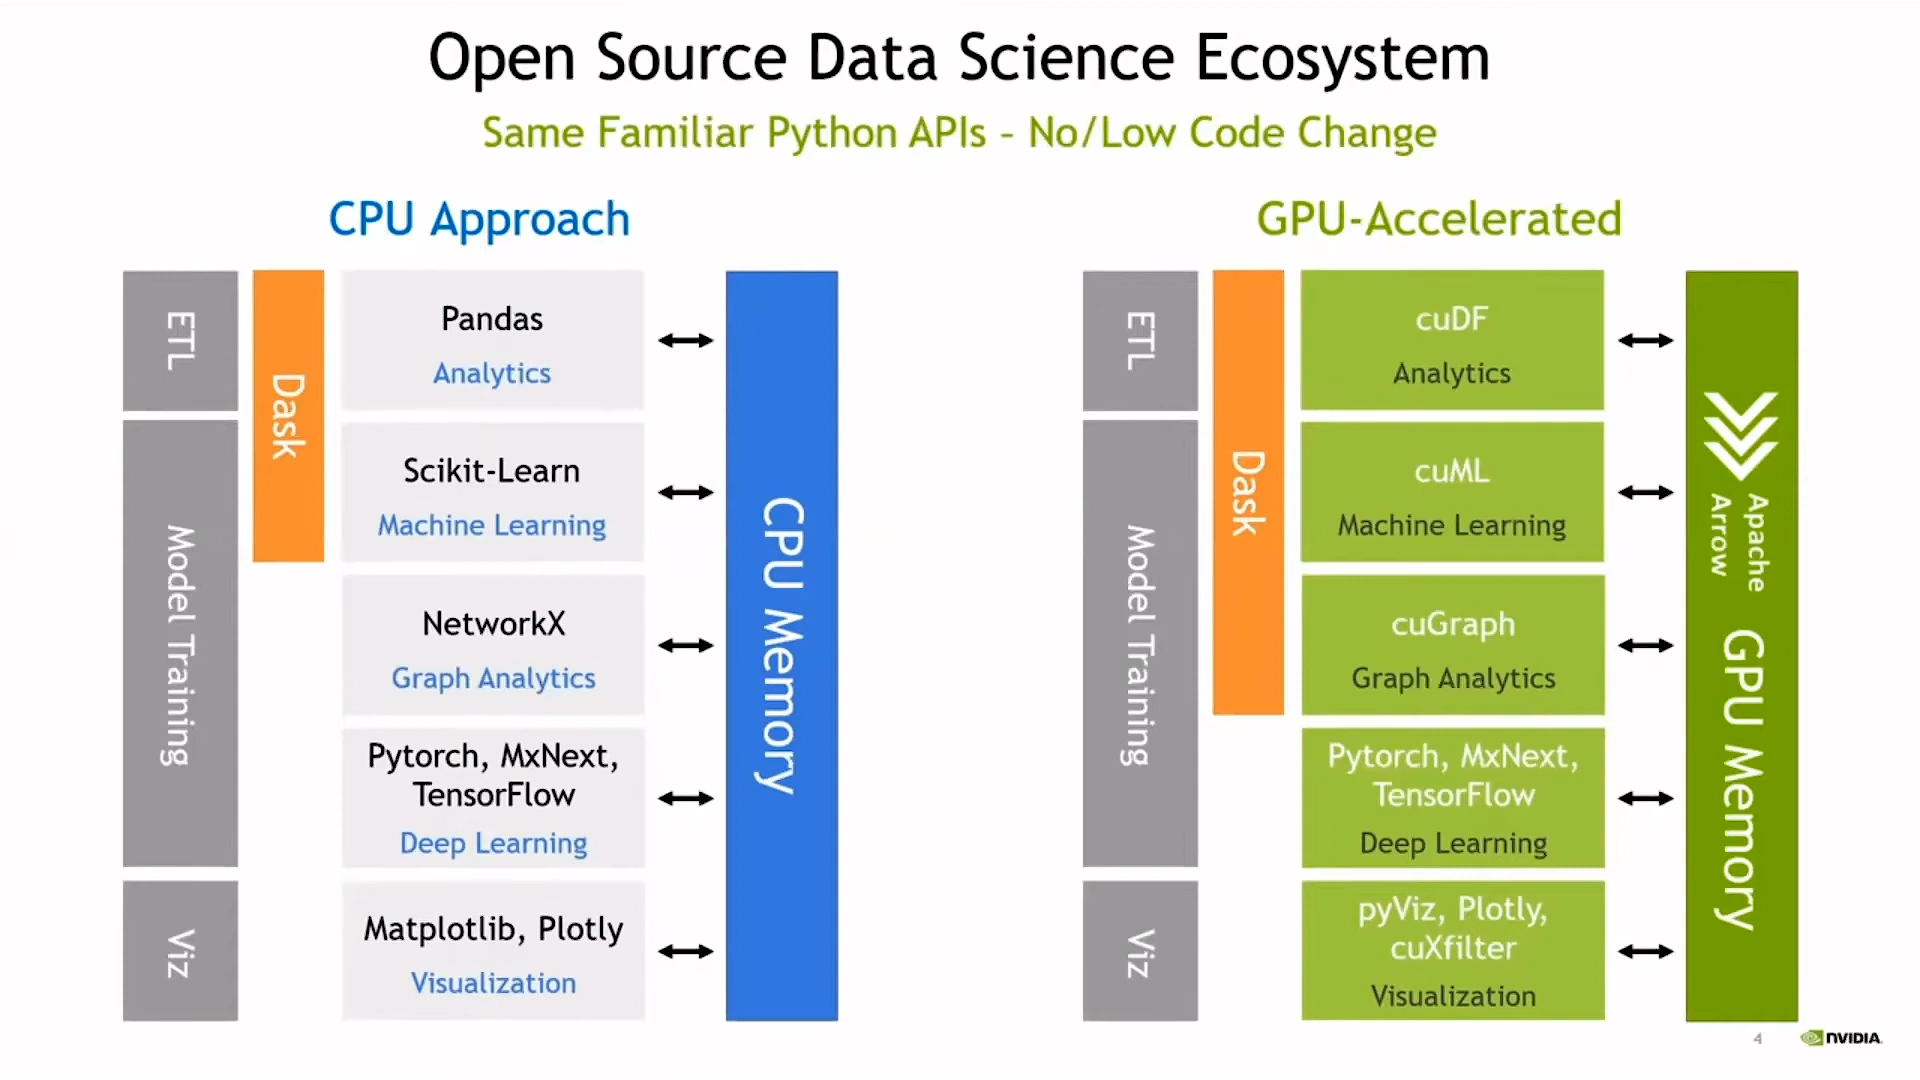 Open Source Data Science Ecosystem
Same Familiar Python APIs – No/Low Code Change
CPU Approach
ETL
Model Training
Viz
Dask
Pandas
Analytics
Scikit-Learn
Machine Learning
NetworkX
Graph Analytics
Pytorch, MxNext,
TensorFlow
Deep Learning
Matplotlib, Plotly
Visualization
CPU Memory
GPU-Accelerated
ETL
Model Training
Viz
Dask
cuDF
Analytics
cuML
Machine Learning
cuGraph
Graph Analytics
Pytorch, MxNext,
TensorFlow
Deep Learning
pyViz, Plotly,
cuXfilter
Visualization
Apache
Arrow
GPU Memory
4
NVIDIA.